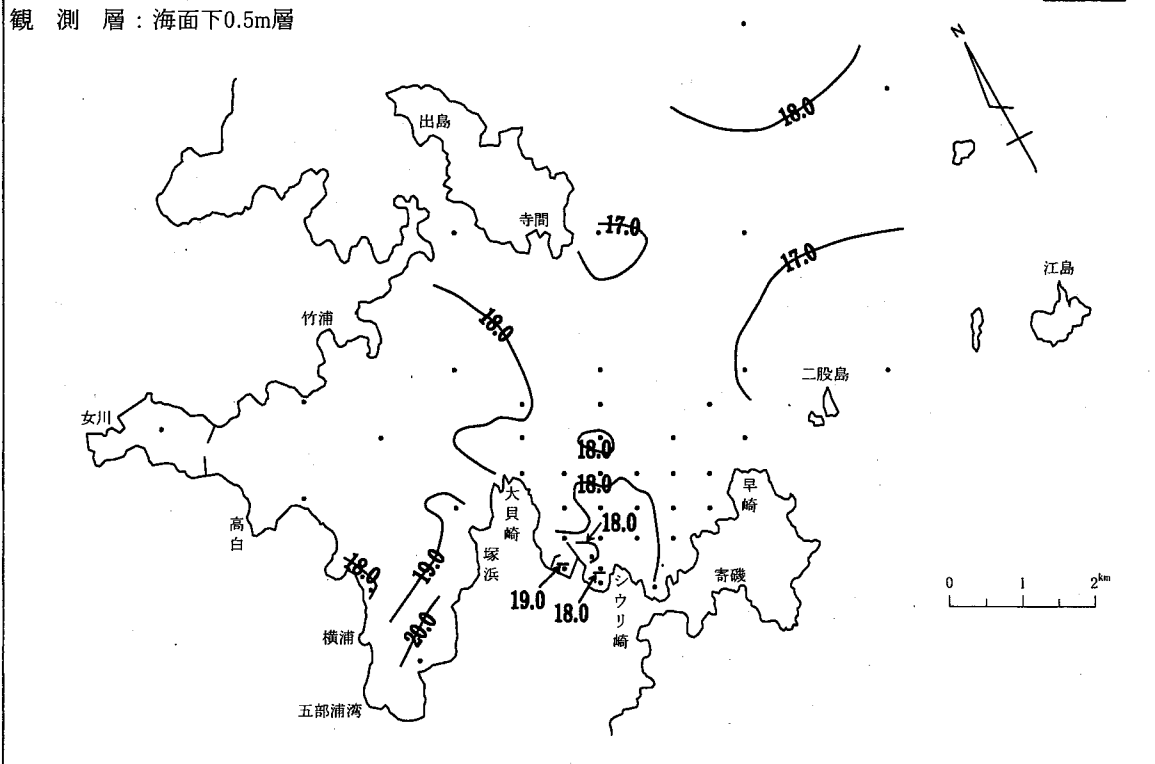 観 測 層：海面下0.5m層
N
18.0
出島
寺間
17.0
17.0
江島
竹浦
18.0
二股島
女川
18.0
18.0
大貝崎
早崎
高白
18.0
塚浜
18.0
19.0
寄磯
19.0
18.0
シウリ崎
0 1 2km
20.0
横浦
五部浦湾